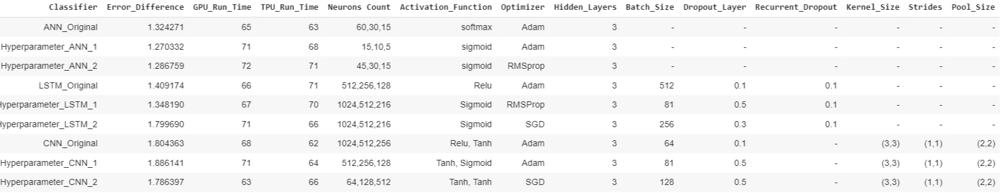 Classifier Error_Difference GPU_Run_Time TPU_Run_Time Neurons Count Activation_Function Optimizer Hidden_Layers Batch_Size Dropout_Layer Recurrent_Dropout Kernel_Size Strides Pool_Size
ANN_Original 1.324271 65 63 60,30,15 softmax Adam 3 - - - - - -
Hyperparameter_ANN_1 1.270332 71 68 15,10,5 sigmoid Adam 3 - - - - - -
Hyperparameter_ANN_2 1.286759 72 71 45,30,15 sigmoid RMSprop 3 - - - - - -
LSTM_Original 1.409174 66 71 512,256,128 Relu Adam 3 512 0.1 0.1 - - -
Hyperparameter_LSTM_1 1.348190 67 70 1024,512,216 Sigmoid RMSProp 3 81 0.5 0.1 - - -
Hyperparameter_LSTM_2 1.799690 71 66 1024,512,216 Sigmoid SGD 3 256 0.3 0.1 - - -
CNN_Original 1.804363 68 62 1024,512,256 Relu, Tanh Adam 3 64 0.1 - (3,3) (1,1) (2,2)
Hyperparameter_CNN_1 1.886141 71 64 512,256,128 Tanh, Sigmoid Adam 3 81 0.5 - (3,3) (1,1) (2,2)
Hyperparameter_CNN_2 1.786397 63 66 64,128,512 Tanh, Tanh SGD 3 128 0.5 - (3,3) (1,1) (2,2)